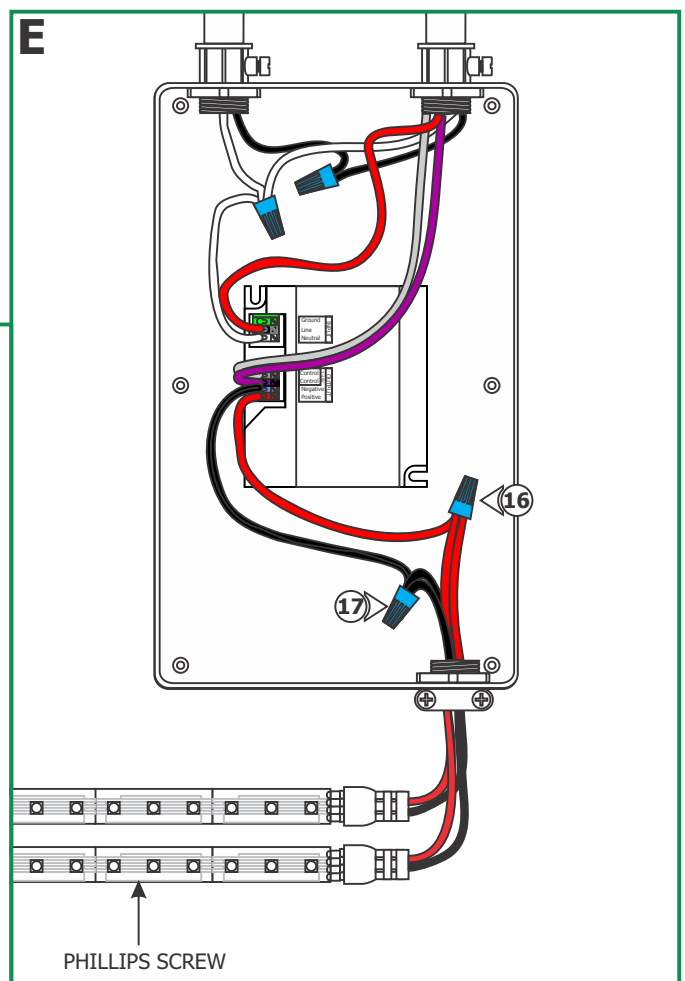 E
Ground
Line
Neutral
Control
Control
Negative
Positive
16
17
PHILLIPS SCREW